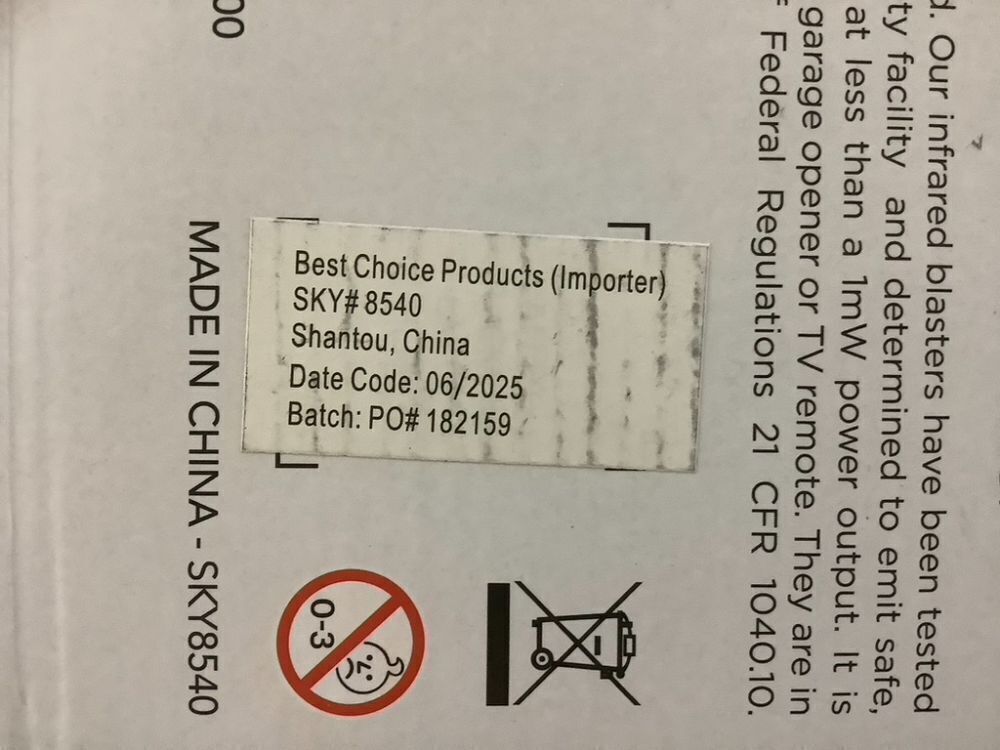 d. Our infrared blasters have been tested
ty facility and determined to emit safe,
at less than a 1mW power output. It is
garage opener or TV remote. They are in
Federal Regulations 21 CFR 1040.10.
Best Choice Products (Importer)
SKY# 8540
Shantou, China
Date Code: 06/2025
Batch: PO# 182159
00
MADE IN CHINA - SKY8540
0-3